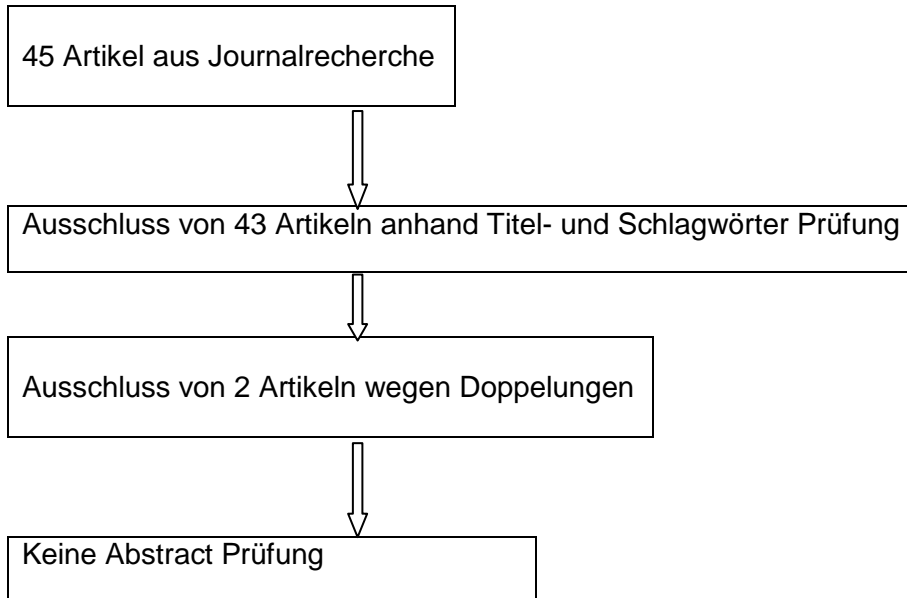 45 Artikel aus Journalrecherche
Ausschluss von 43 Artikeln anhand Titel- und Schlagwörter Prüfung
Ausschluss von 2 Artikeln wegen Doppelungen
Keine Abstract Prüfung